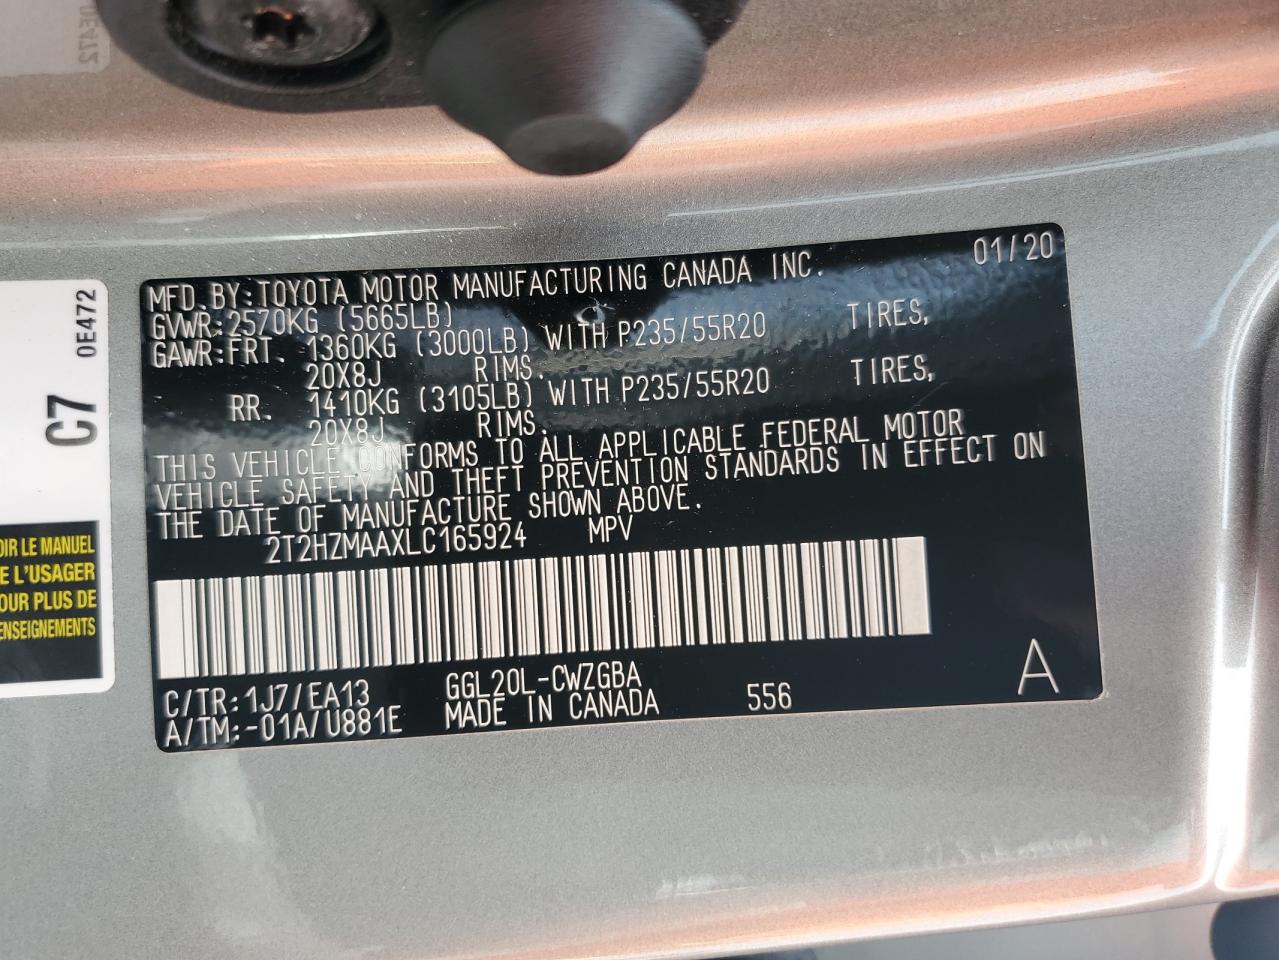 MFD. BY: TOYOTA MOTOR MANUFACTURING CANADA INC. 01/20
GVWR: 2570KG (5665LB)
GAWR: FRT. 1360KG (3000LB) WITH P235/55R20 TIRES,
20X8J RIMS.
RR. 1410KG (3105LB) WITH P235/55R20 TIRES,
20X8J RIMS.
THIS VEHICLE CONFORMS TO ALL APPLICABLE FEDERAL MOTOR
VEHICLE SAFETY AND THEFT PREVENTION STANDARDS IN EFFECT ON
THE DATE OF MANUFACTURE SHOWN ABOVE.
2T2HZMAAXLC165924 MPV
C/TR: 1J7/EA13 GGL20L-CWZGBA
A/TM: -01A/U881E MADE IN CANADA 556 A
0E472
C7
OIR LE MANUEL
E L'USAGER
OUR PLUS DE
ENSEIGNEMENTS
0E472